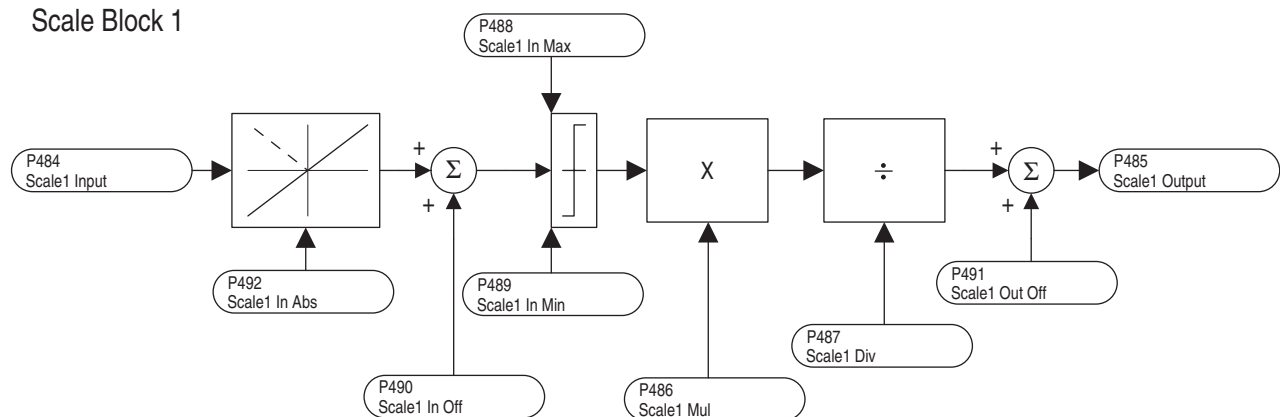 Scale Block 1
P488
Scale1 In Max
P484
Scale1 Input
+
Σ
+
X
÷
+
Σ
+
P485
Scale1 Output
P492
Scale1 In Abs
P489
Scale1 In Min
P491
Scale1 Out Off
P487
Scale1 Div
P490
Scale1 In Off
P486
Scale1 Mul